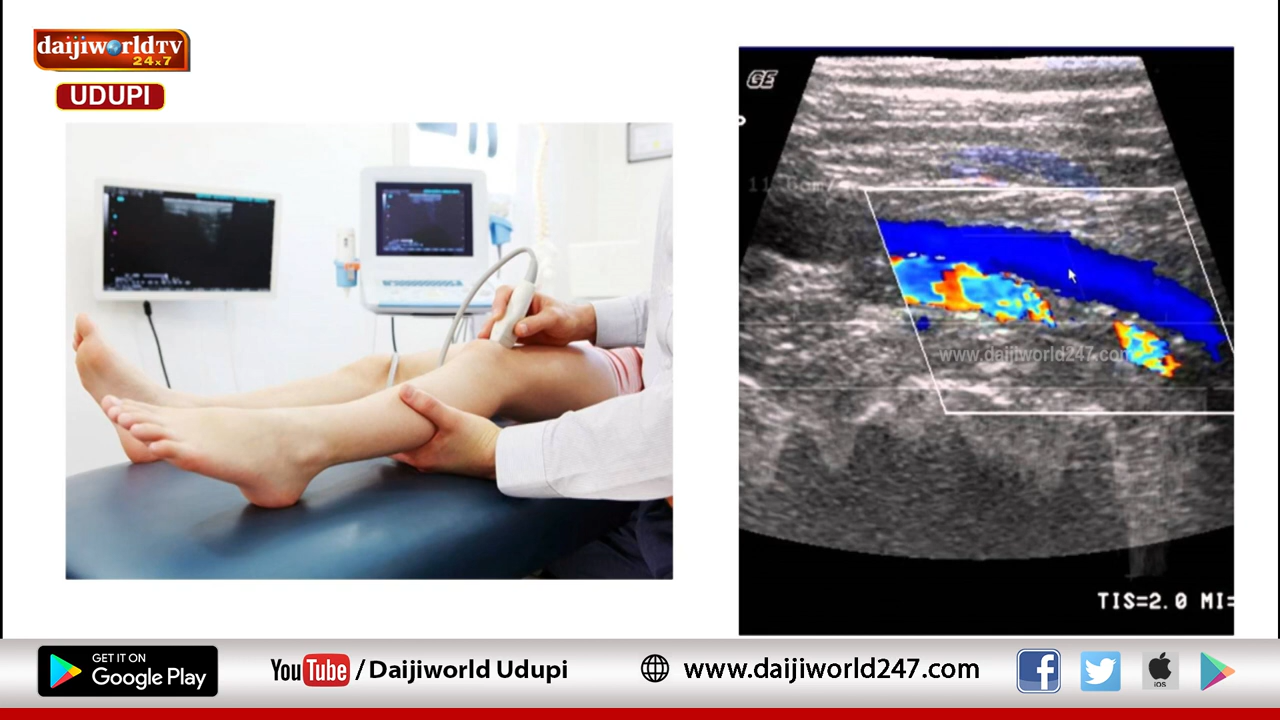 daijiworldTV
24x7
UDUPI
GE
www.daijiworld247.com
TIS=2.0 MI=
GET IT ON
Google Play
YouTube / Daijiworld Udupi
www.daijiworld247.com
iOS